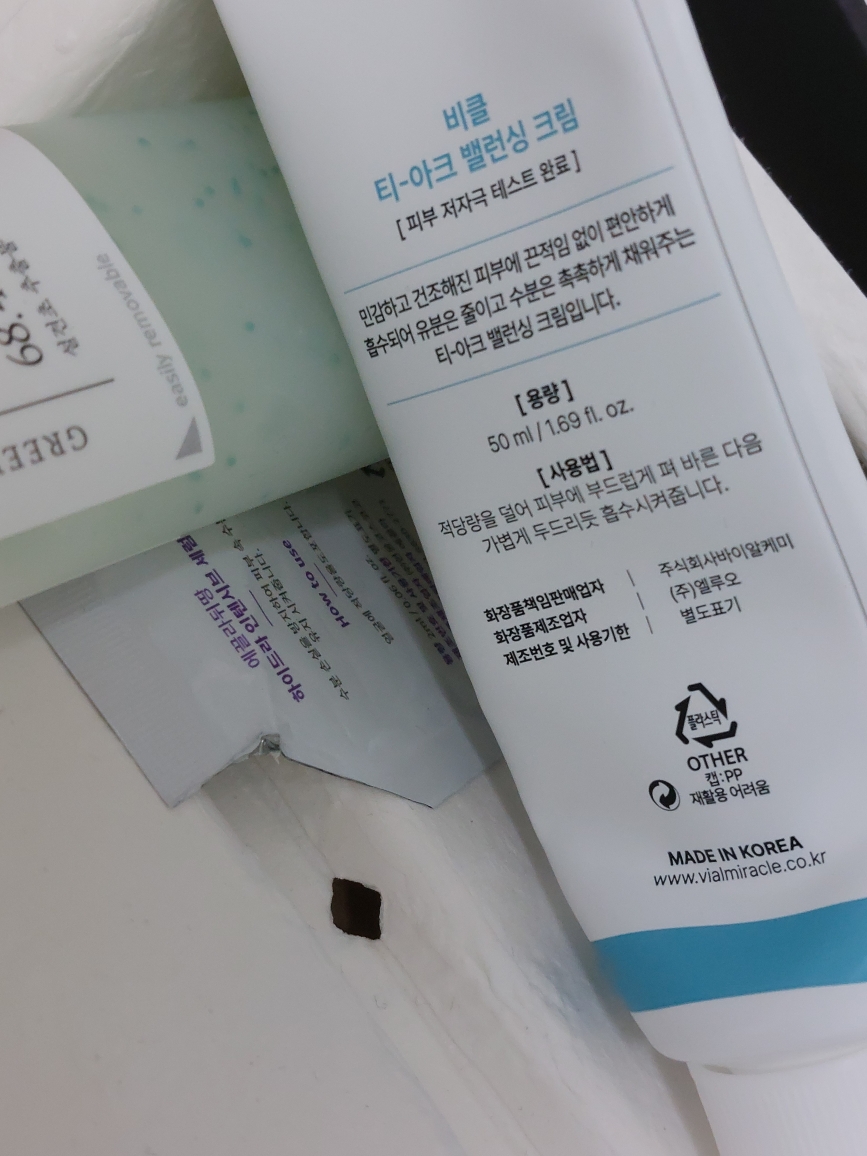 비클
티-아크 밸런싱 크림
[ 피부 저자극 테스트 완료 ]
민감하고 건조해진 피부에 끈적임 없이 편안하게
흡수되어 유분은 줄이고 수분은 촉촉하게 채워주는
티-아크 밸런싱 크림입니다.
[ 용량 ]
50 ml / 1.69 fl. oz.
[ 사용법 ]
적당량을 덜어 피부에 부드럽게 펴 바른 다음
가볍게 두드리듯 흡수시켜줍니다.
화장품책임판매업자 | 주식회사바이알케미
화장품제조업자 | (주)엘루오
제조번호 및 사용기한 | 별도표기
플라스틱
OTHER
캡:PP
재활용 어려움
MADE IN KOREA
www.vialmiracle.co.kr
easily removable
68.
GREE
How to use
하이드라 인텐시브